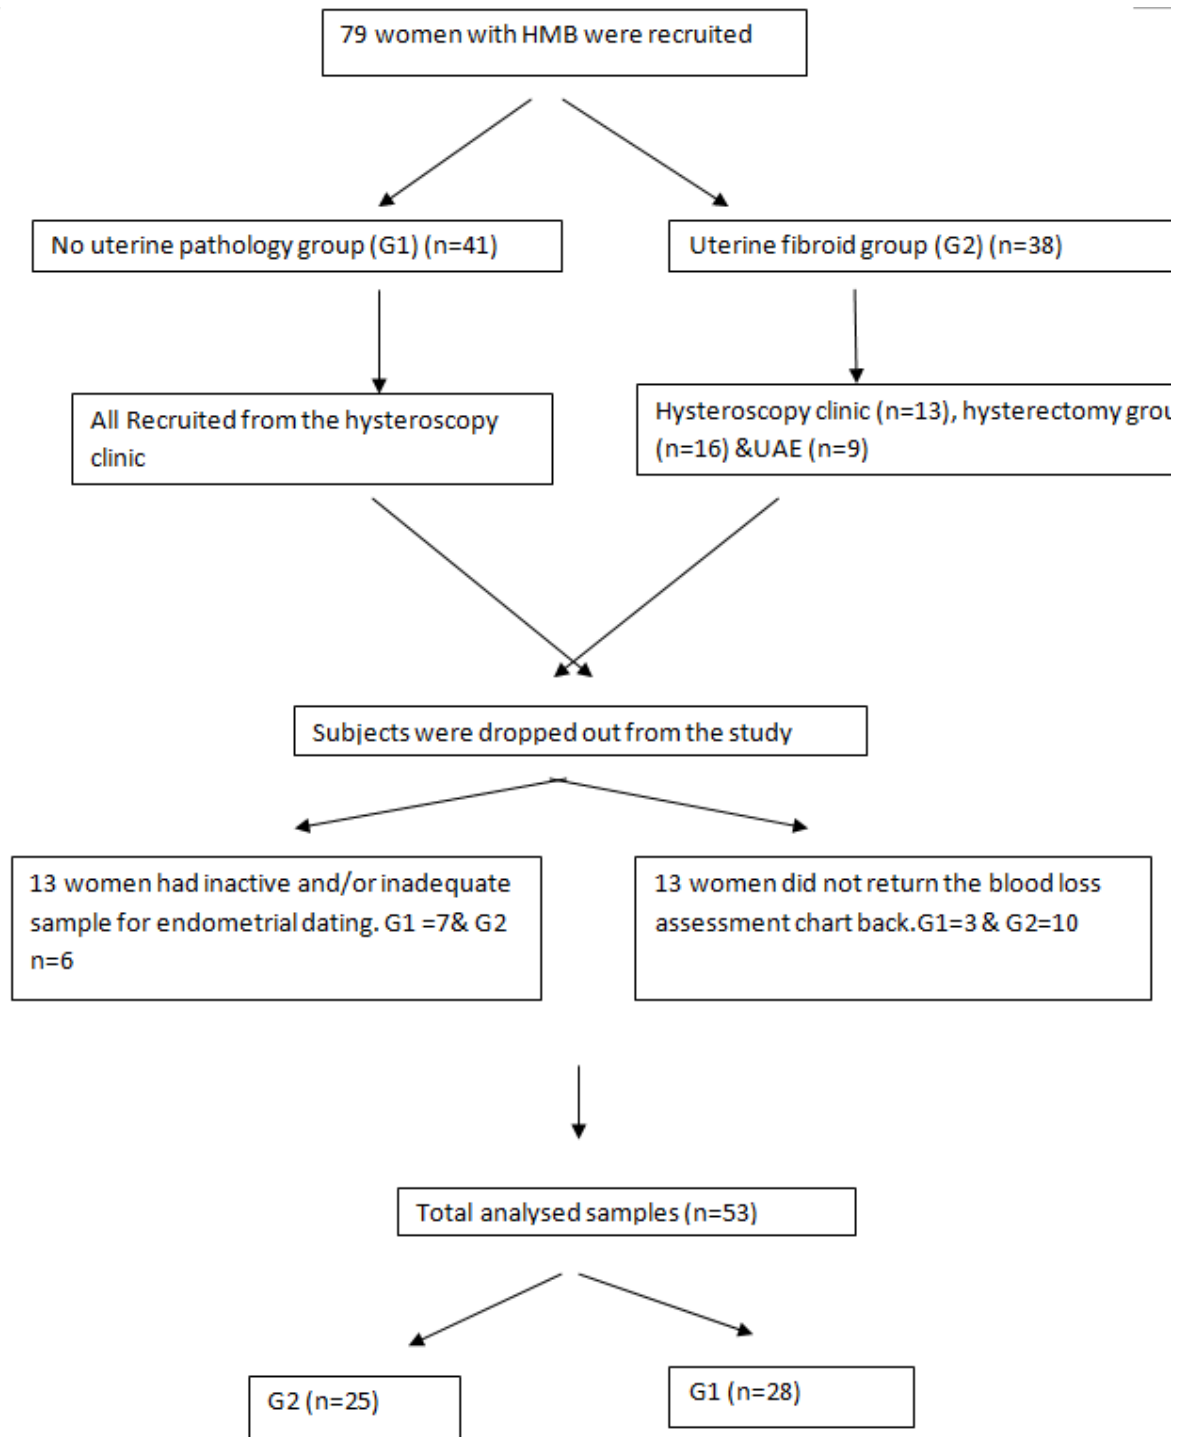 79 women with HMB were recruited
No uterine pathology group (G1) (n=41)
Uterine fibroid group (G2) (n=38)
All Recruited from the hysteroscopy
clinic
Hysteroscopy clinic (n=13), hysterectomy grou
(n=16) &UAE (n=9)
Subjects were dropped out from the study
13 women had inactive and/or inadequate
sample for endometrial dating. G1 =7& G2
n=6
13 women did not return the blood loss
assessment chart back.G1=3 & G2=10
Total analysed samples (n=53)
G2 (n=25)
G1 (n=28)